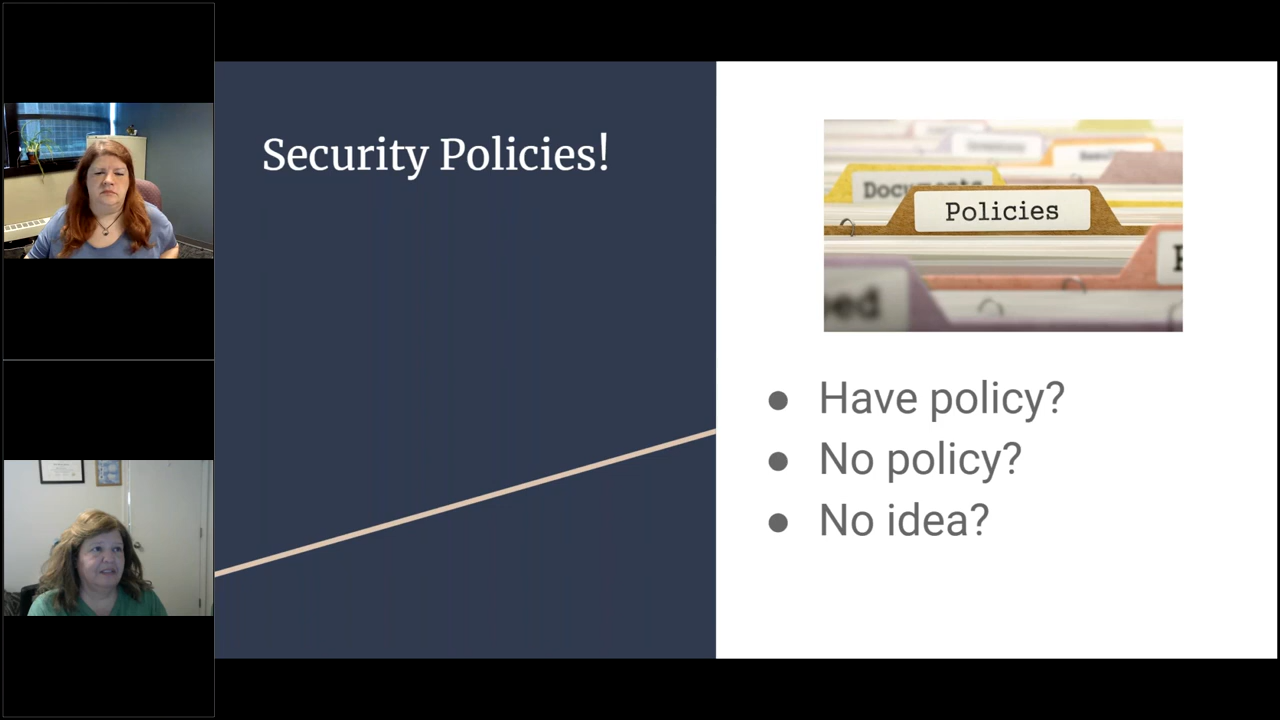 Security Policies!
Documents
Policies
Have policy?
No policy?
No idea?